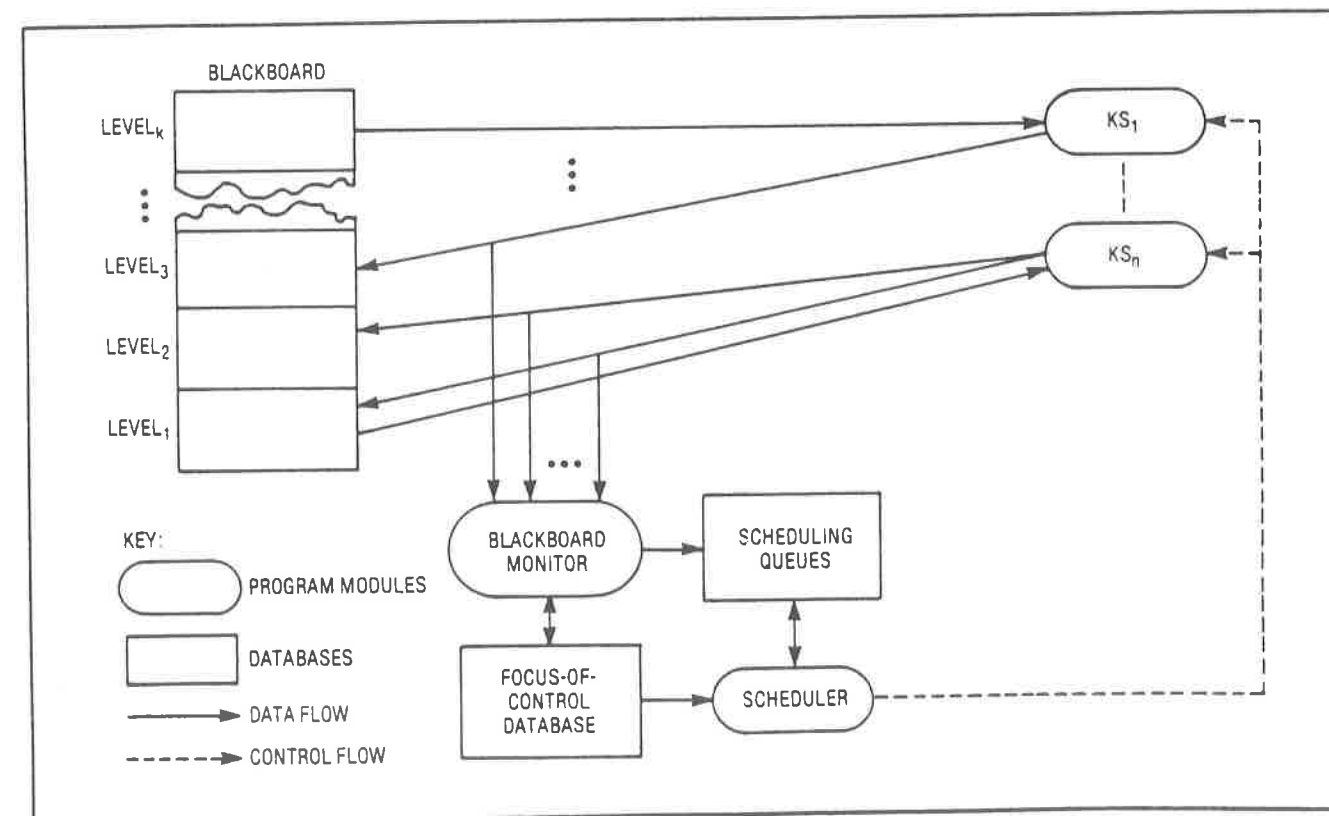 BLACKBOARD
LEVELk
KS1
LEVEL3
KSn
LEVEL2
LEVEL1
BLACKBOARD
MONITOR
SCHEDULING
QUEUES
KEY:
PROGRAM MODULES
DATABASES
DATA FLOW
CONTROL FLOW
FOCUS-OF-
CONTROL
DATABASE
SCHEDULER